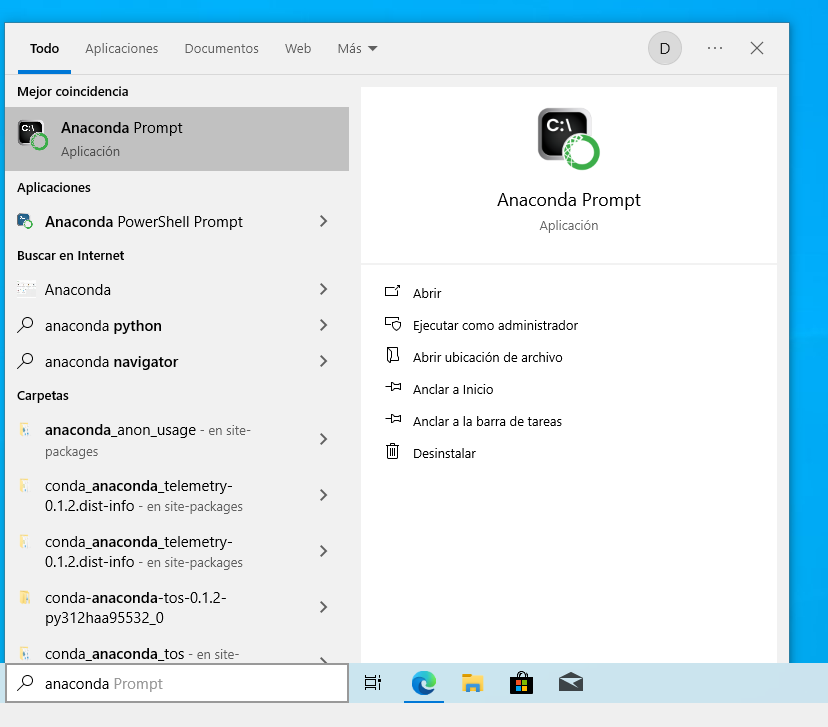 Todo Aplicaciones Documentos Web Más D
Mejor coincidencia
C:\
Anaconda Prompt
Aplicación
Aplicaciones
Anaconda PowerShell Prompt
Buscar en Internet
Anaconda
anaconda python
anaconda navigator
Carpetas
anaconda_anon_usage - en site-
packages
conda_anaconda_telemetry-
0.1.2.dist-info - en site-packages
conda_anaconda_telemetry-
0.1.2.dist-info - en site-packages
conda-anaconda-tos-0.1.2-
py312haa95532_0
conda_anaconda_tos - en site-
C:\
Anaconda Prompt
Aplicación
Abrir
Ejecutar como administrador
Abrir ubicación de archivo
Anclar a Inicio
Anclar a la barra de tareas
Desinstalar
anaconda Prompt